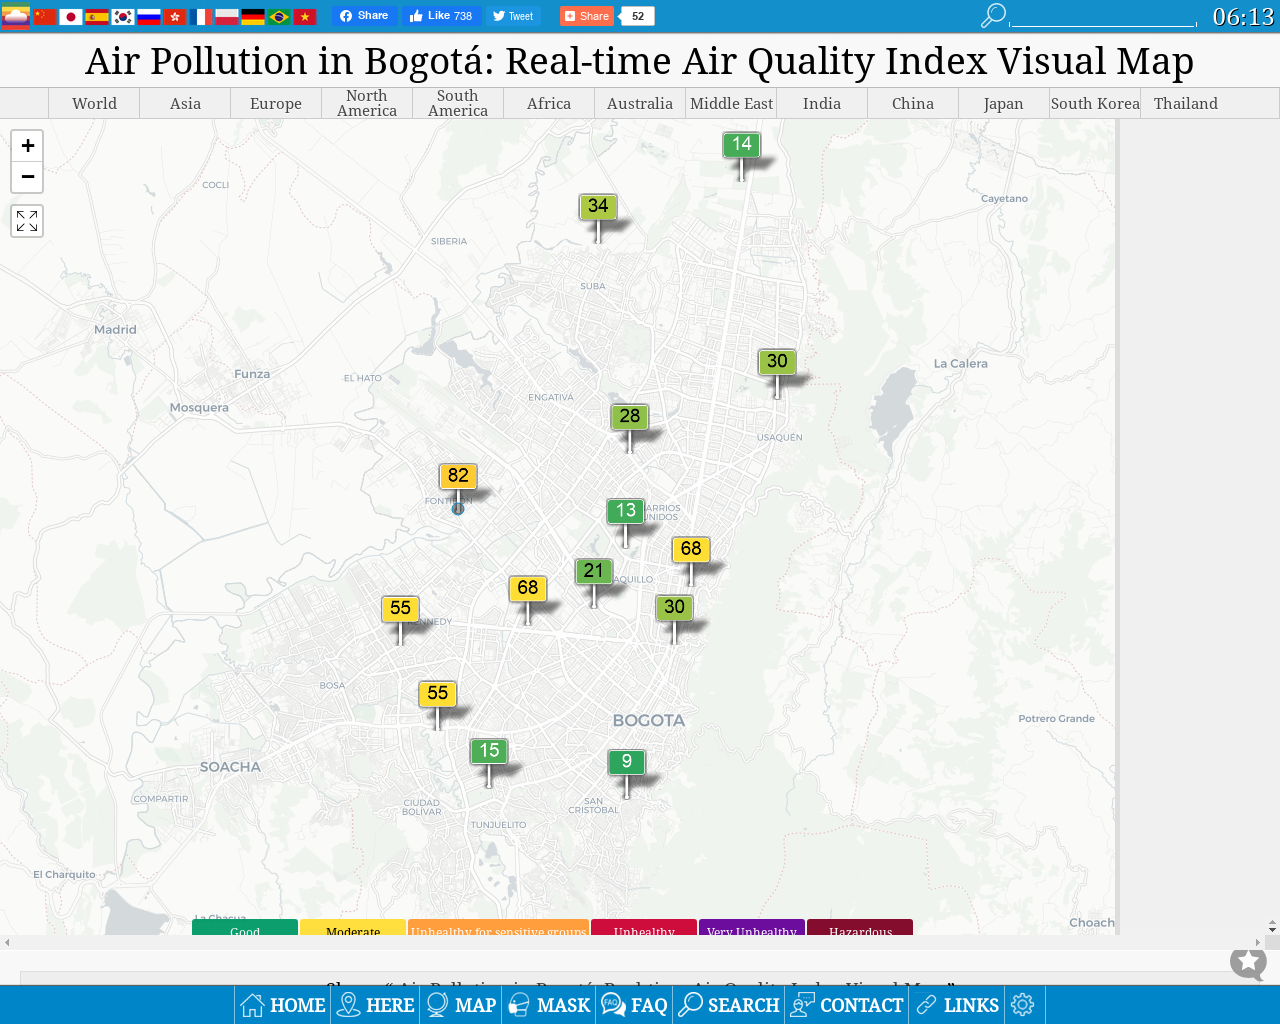 Share
Like 738
Tweet
Share
52
06:13
Air Pollution in Bogotá: Real-time Air Quality Index Visual Map
World
Asia
Europe
North
America
South
America
Africa
Australia
Middle East
India
China
Japan
South Korea
Thailand
+
−
14
COCLI
34
Cayetano
SIBERIA
SUBA
Madrid
30
La Calera
Funza
EL HATO
Mosquera
ENGATIVÁ
28
USAQUÉN
82
FONTIBÓN
13
ARRIOS
UNIDOS
68
21
AQUILLO
68
55
30
KENNEDY
BOSA
55
BOGOTA
Potrero Grande
15
9
SOACHA
COMPARTIR
CIUDAD
BOLÍVAR
SAN
CRISTÓBAL
TUNJUELITO
El Charquito
La Chacua
Choach
Good
Moderate
Unhealthy for sensitive groups
Unhealthy
Very Unhealthy
Hazardous
Share: “ Air Pollution in Bogotá: Real-time Air Quality Index Visual Map ”
HOME
HERE
MAP
MASK
FAQ
FAQ
SEARCH
CONTACT
LINKS